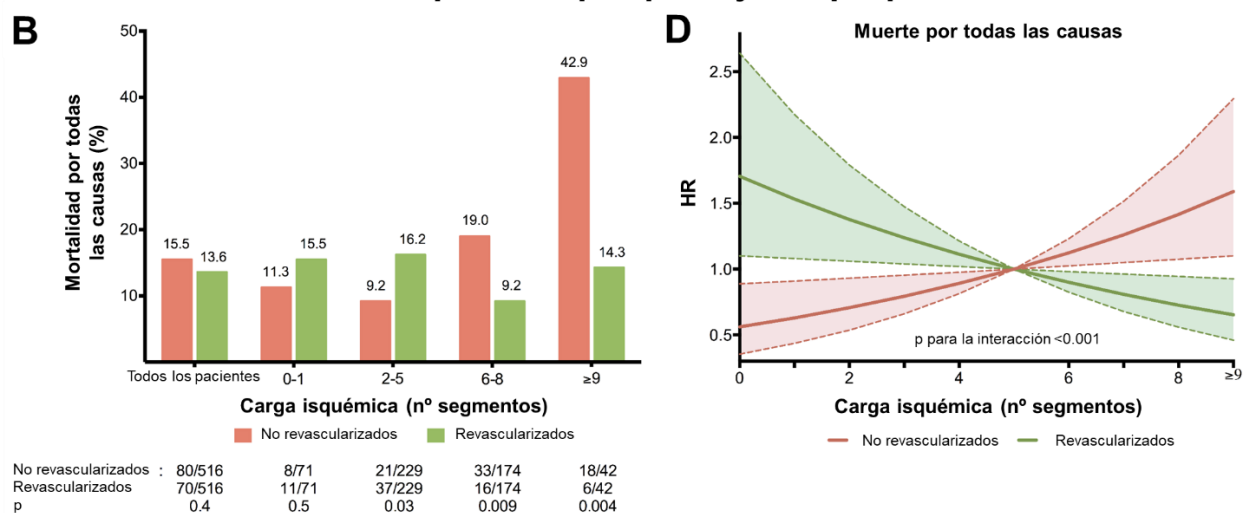 B
Mortalidad por todas
las causas (%)
50
40
30
20
10
15.5
13.6
11.3
15.5
9.2
16.2
19.0
9.2
42.9
14.3
Todos los pacientes
0-1
2-5
6-8
≥9
Carga isquémica (nº segmentos)
No revascularizados
Revascularizados
No revascularizados : 80/516 8/71 21/229 33/174 18/42
Revascularizados 70/516 11/71 37/229 16/174 6/42
p 0.4 0.5 0.03 0.009 0.004
D
Muerte por todas las causas
HR
2.5
2.0
1.5
1.0
0.5
p para la interacción <0.001
0 2 4 6 8 ≥9
Carga isquémica (nº segmentos)
No revascularizados
Revascularizados